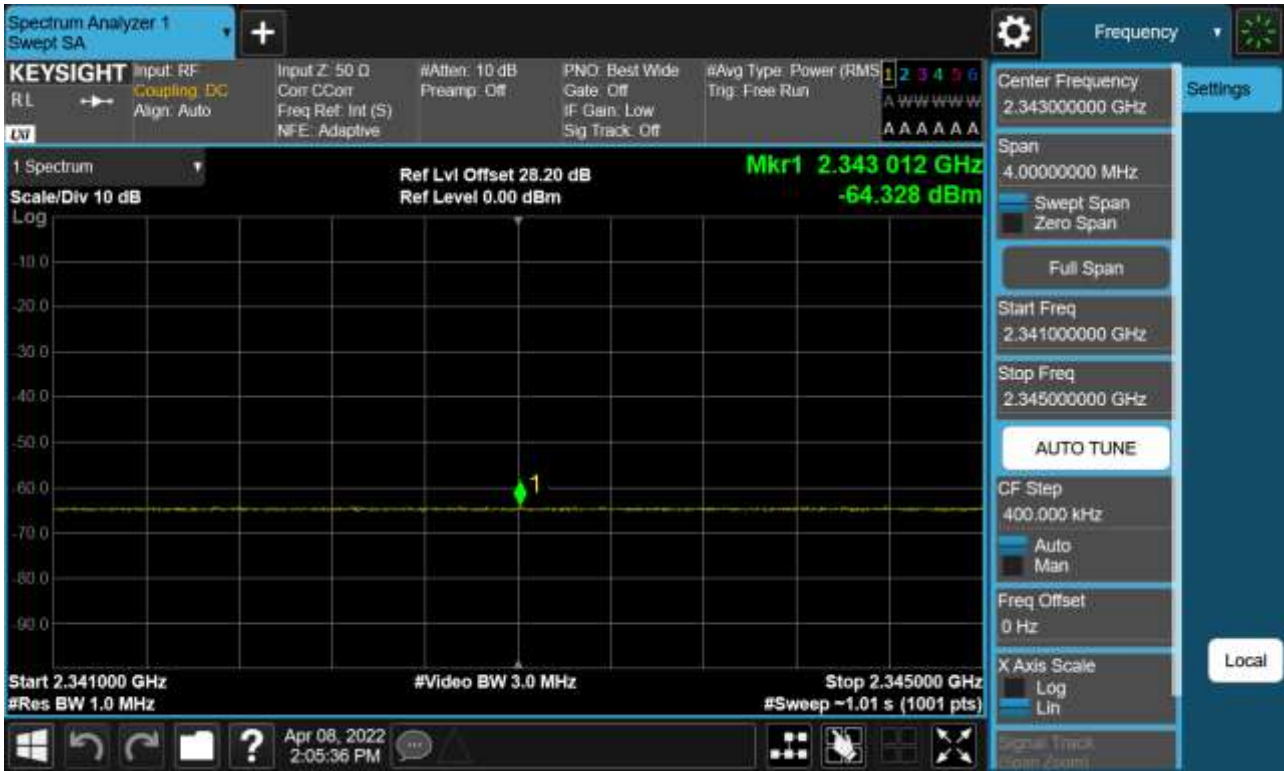 Spectrum Analyzer 1
Swept SA
+
Frequency
KEYSIGHT
RL
LXI
Input: RF
Coupling: DC
Align: Auto
Input Z: 50 Ω
Corr CCorr
Freq Ref: Int (S)
NFE: Adaptive
#Atten: 10 dB
Preamp: Off
PNO: Best Wide
Gate: Off
IF Gain: Low
Sig Track: Off
#Avg Type: Power (RMS
Trig: Free Run
1 2 3 4 5 6
A W W W W W
A A A A A A
1 Spectrum
Scale/Div 10 dB
Log
Ref Lvl Offset 28.20 dB
Ref Level 0.00 dBm
Mkr1 2.343 012 GHz
-64.328 dBm
-10.0
-20.0
-30.0
-40.0
-50.0
-60.0
-70.0
-80.0
-90.0
1
Start 2.341000 GHz
#Res BW 1.0 MHz
#Video BW 3.0 MHz
Stop 2.345000 GHz
#Sweep ~1.01 s (1001 pts)
Center Frequency
2.343000000 GHz
Span
4.00000000 MHz
Swept Span
Zero Span
Full Span
Start Freq
2.341000000 GHz
Stop Freq
2.345000000 GHz
AUTO TUNE
CF Step
400.000 kHz
Auto
Man
Freq Offset
0 Hz
X Axis Scale
Log
Lin
Signal Track
(Span Zoom)
Settings
Local
?
Apr 08, 2022
2:05:36 PM